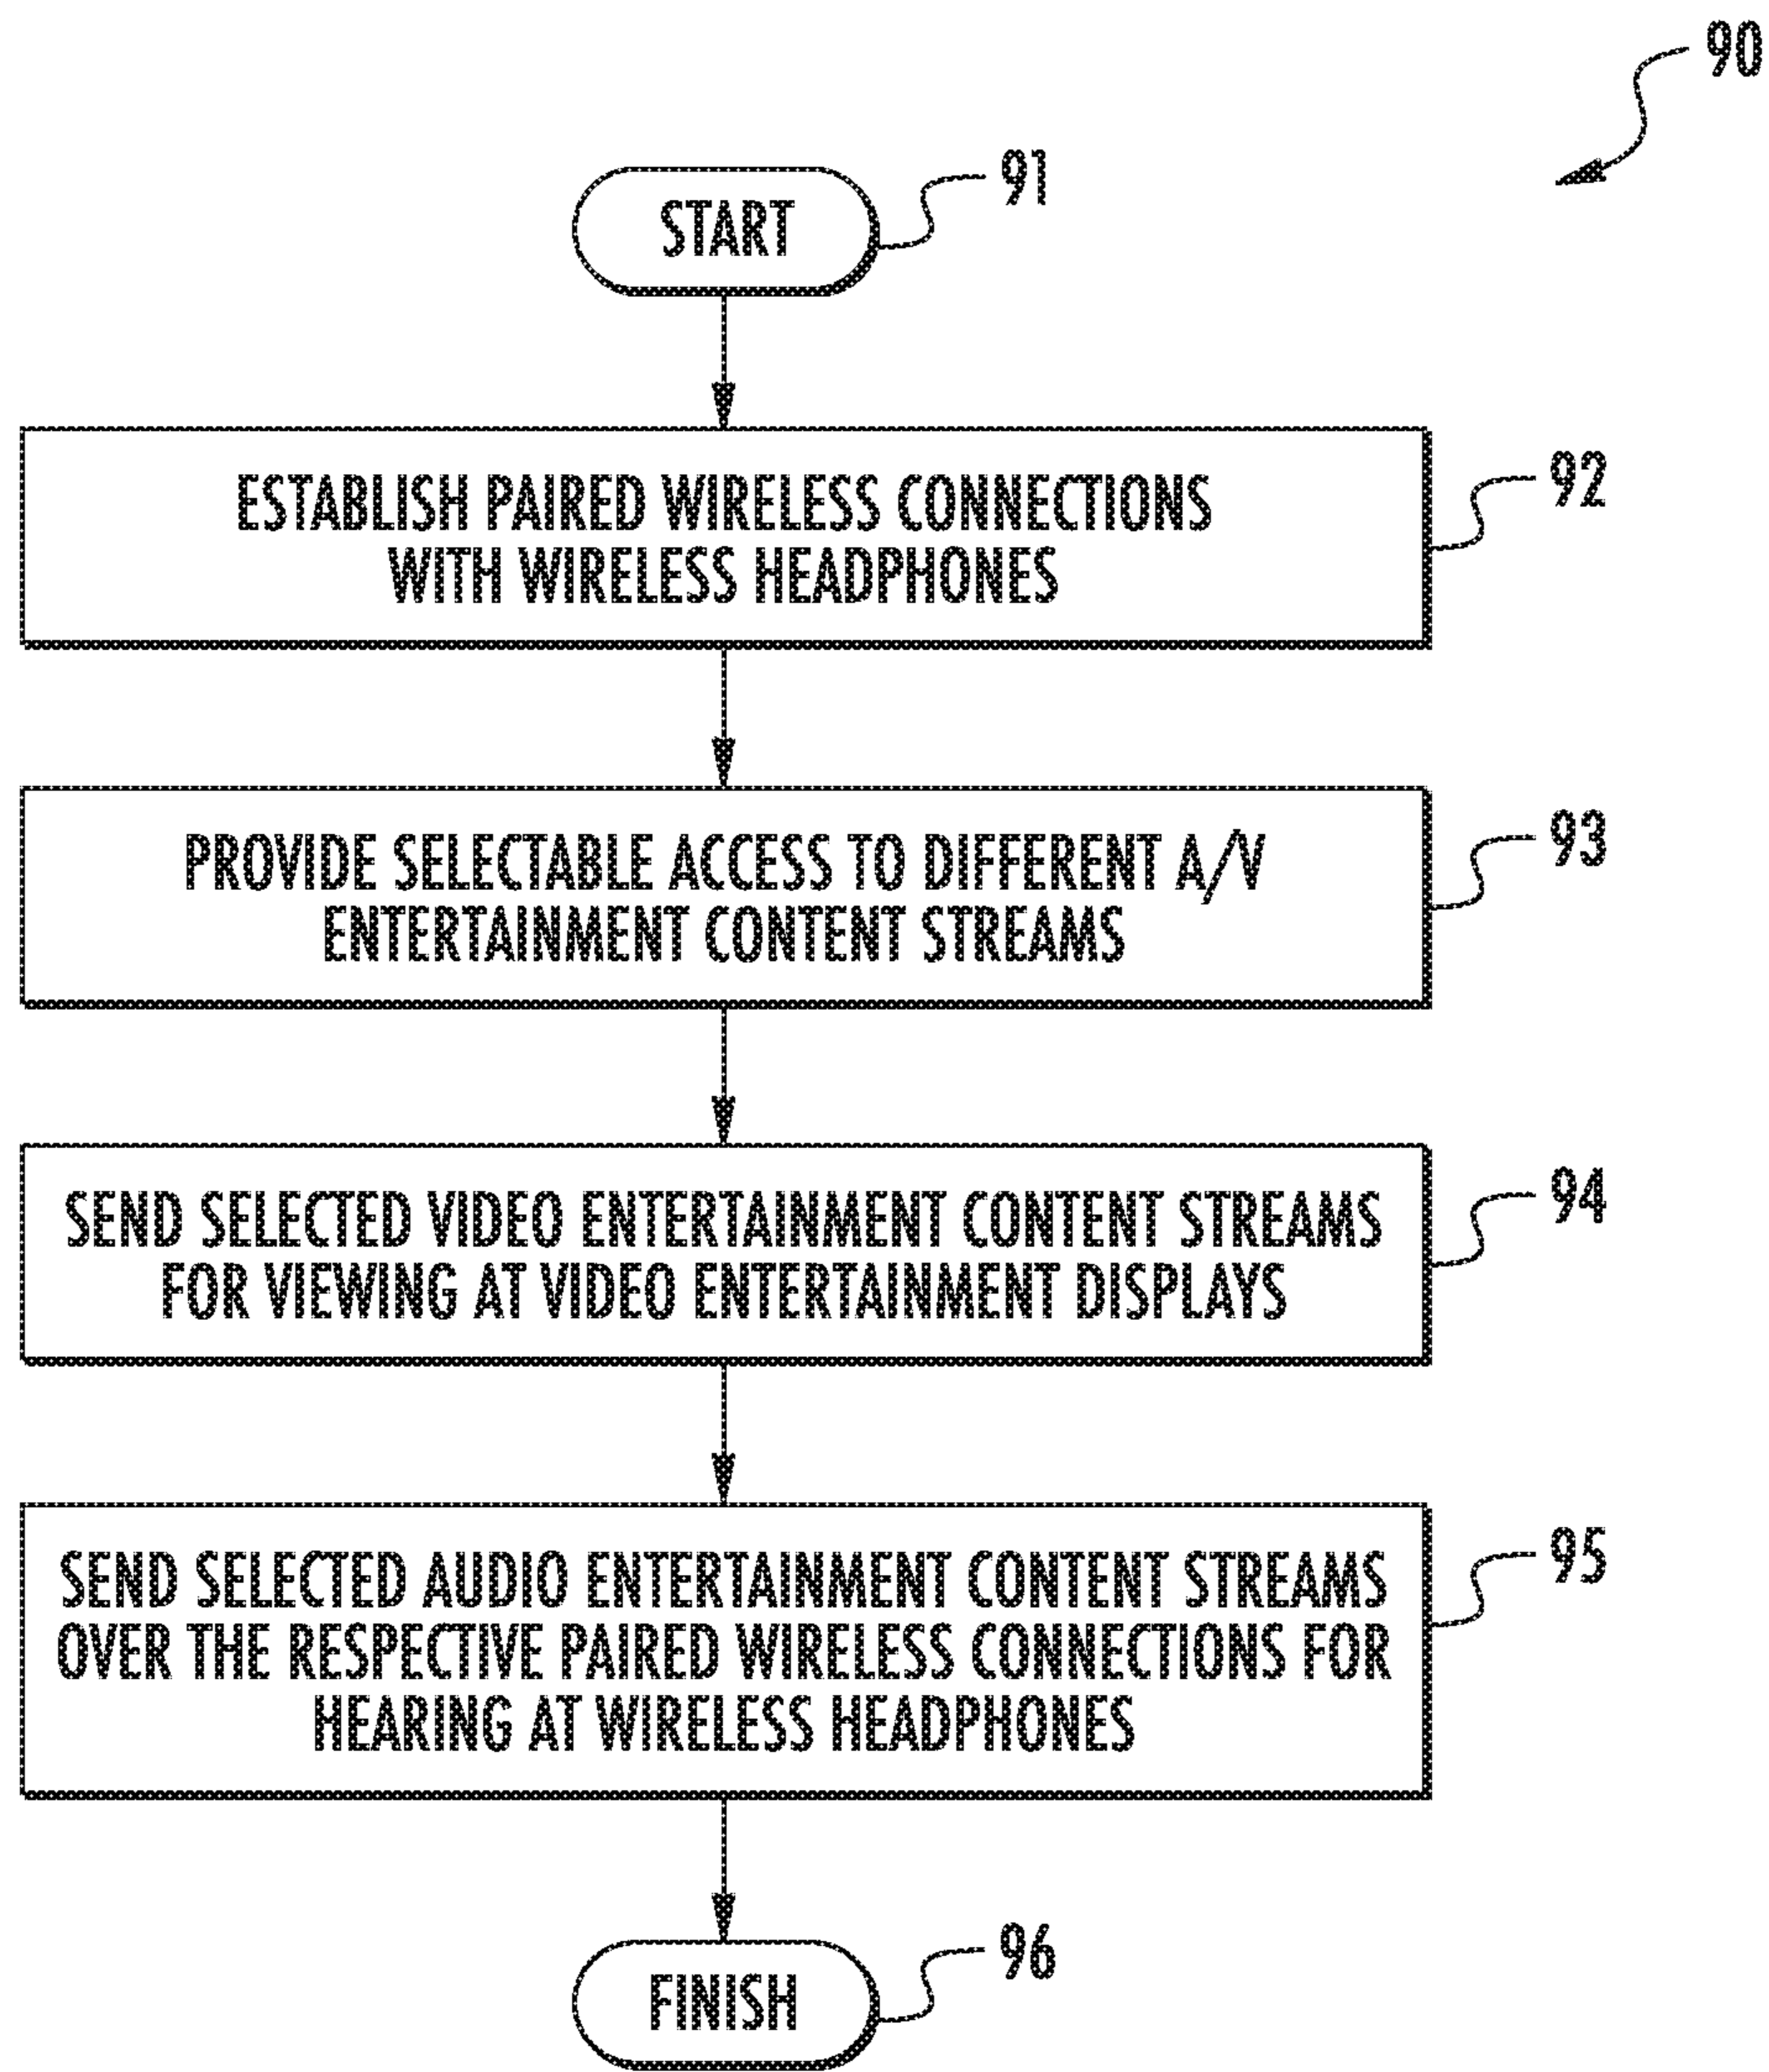 90
START
91
ESTABLISH PAIRED WIRELESS CONNECTIONS
WITH WIRELESS HEADPHONES
92
PROVIDE SELECTABLE ACCESS TO DIFFERENT A/V
ENTERTAINMENT CONTENT STREAMS
93
SEND SELECTED VIDEO ENTERTAINMENT CONTENT STREAMS
FOR VIEWING AT VIDEO ENTERTAINMENT DISPLAYS
94
SEND SELECTED AUDIO ENTERTAINMENT CONTENT STREAMS
OVER THE RESPECTIVE PAIRED WIRELESS CONNECTIONS FOR
HEARING AT WIRELESS HEADPHONES
95
FINISH
96